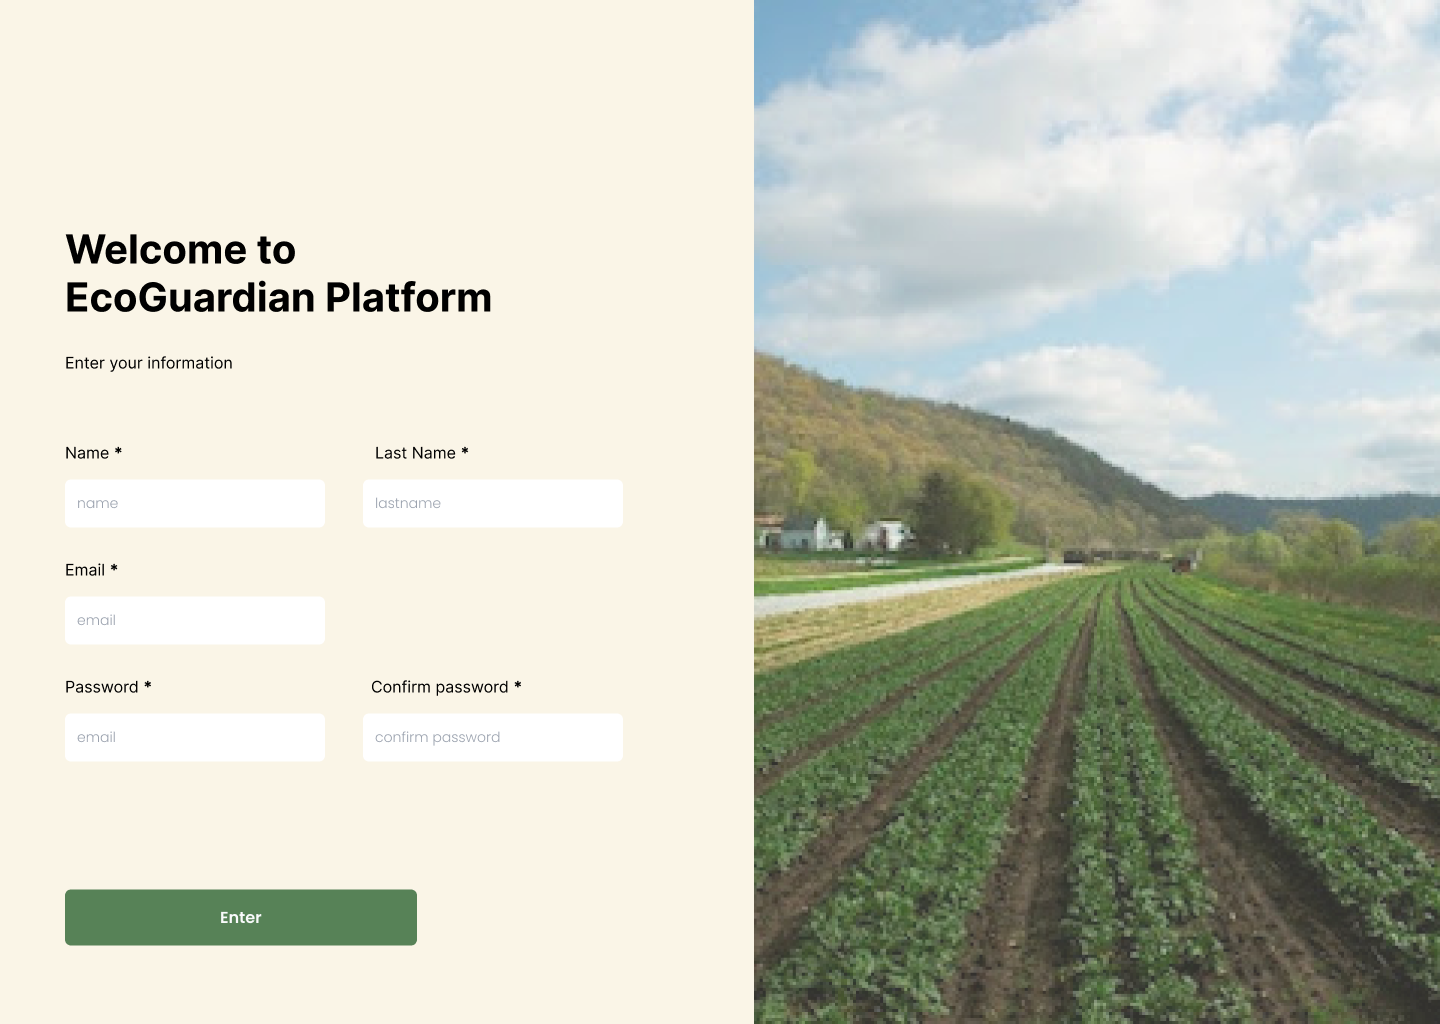 Welcome to
EcoGuardian Platform
Enter your information
Name *
Last Name *
name
lastname
Email *
email
Password *
Confirm password *
email
confirm password
Enter